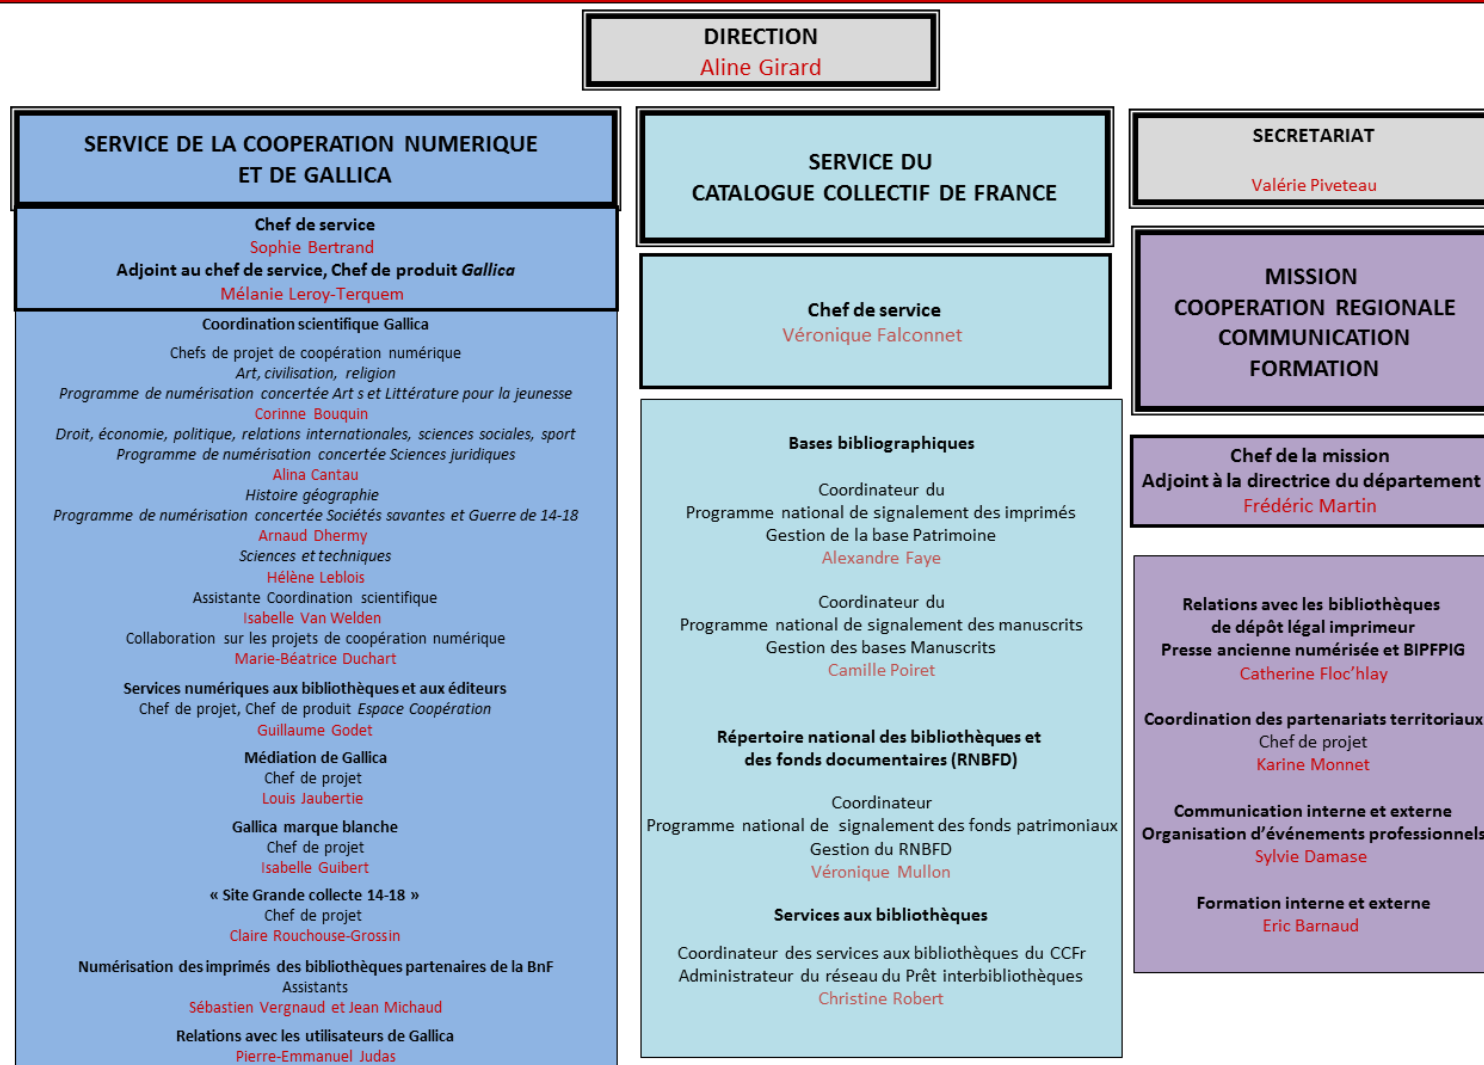 DIRECTION
Aline Girard
SERVICE DE LA COOPERATION NUMERIQUE
ET DE GALLICA
Chef de service
Sophie Bertrand
Adjoint au chef de service, Chef de produit Gallica
Mélanie Leroy-Terquem
Coordination scientifique Gallica
Chefs de projet de coopération numérique
Art, civilisation, religion
Programme de numérisation concertée Art s et Littérature pour la jeunesse
Corinne Bouquin
Droit, économie, politique, relations internationales, sciences sociales, sport
Programme de numérisation concertée Sciences juridiques
Alina Cantau
Histoire géographie
Programme de numérisation concertée Sociétés savantes et Guerre de 14-18
Arnaud Dhermy
Sciences et techniques
Hélène Leblois
Assistante Coordination scientifique
Isabelle Van Welden
Collaboration sur les projets de coopération numérique
Marie-Béatrice Duchart
Services numériques aux bibliothèques et aux éditeurs
Chef de projet, Chef de produit Espace Coopération
Guillaume Godet
Médiation de Gallica
Chef de projet
Louis Jaubertie
Gallica marque blanche
Chef de projet
Isabelle Guibert
« Site Grande collecte 14-18 »
Chef de projet
Claire Rouchouse-Grossin
Numérisation des imprimés des bibliothèques partenaires de la BnF
Assistants
Sébastien Vergnaud et Jean Michaud
Relations avec les utilisateurs de Gallica
Pierre-Emmanuel Judas
SERVICE DU
CATALOGUE COLLECTIF DE FRANCE
Chef de service
Véronique Falconnet
Bases bibliographiques
Coordinateur du
Programme national de signalement des imprimés
Gestion de la base Patrimoine
Alexandre Faye
Coordinateur du
Programme national de signalement des manuscrits
Gestion des bases Manuscrits
Camille Poiret
Répertoire national des bibliothèques et
des fonds documentaires (RNBFD)
Coordinateur
Programme national de signalement des fonds patrimoniaux
Gestion du RNBFD
Véronique Mullon
Services aux bibliothèques
Coordinateur des services aux bibliothèques du CCFr
Administrateur du réseau du Prêt interbibliothèques
Christine Robert
SECRETARIAT
Valérie Piveteau
MISSION
COOPERATION REGIONALE
COMMUNICATION
FORMATION
Chef de la mission
Adjoint à la directrice du département
Frédéric Martin
Relations avec les bibliothèques
de dépôt légal imprimeur
Presse ancienne numérisée et BIPFPIG
Catherine Floc'hlay
Coordination des partenariats territoriaux
Chef de projet
Karine Monnet
Communication interne et externe
Organisation d'événements professionnels
Sylvie Damase
Formation interne et externe
Eric Barnaud